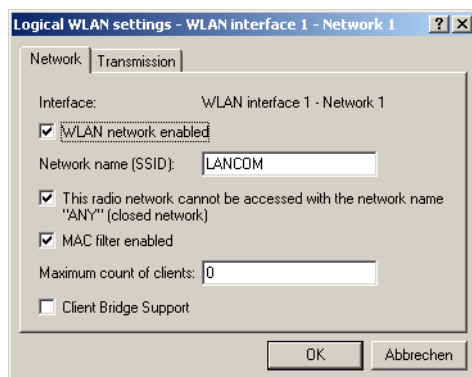 Logical WLAN settings - WLAN interface 1 - Network 1
Network
Transmission
Interface: WLAN interface 1 - Network 1
WLAN network enabled
Network name (SSID): LANCOM
This radio network cannot be accessed with the network name
"ANY" (closed network)
MAC filter enabled
Maximum count of clients: 0
Client Bridge Support
OK
Abbrechen